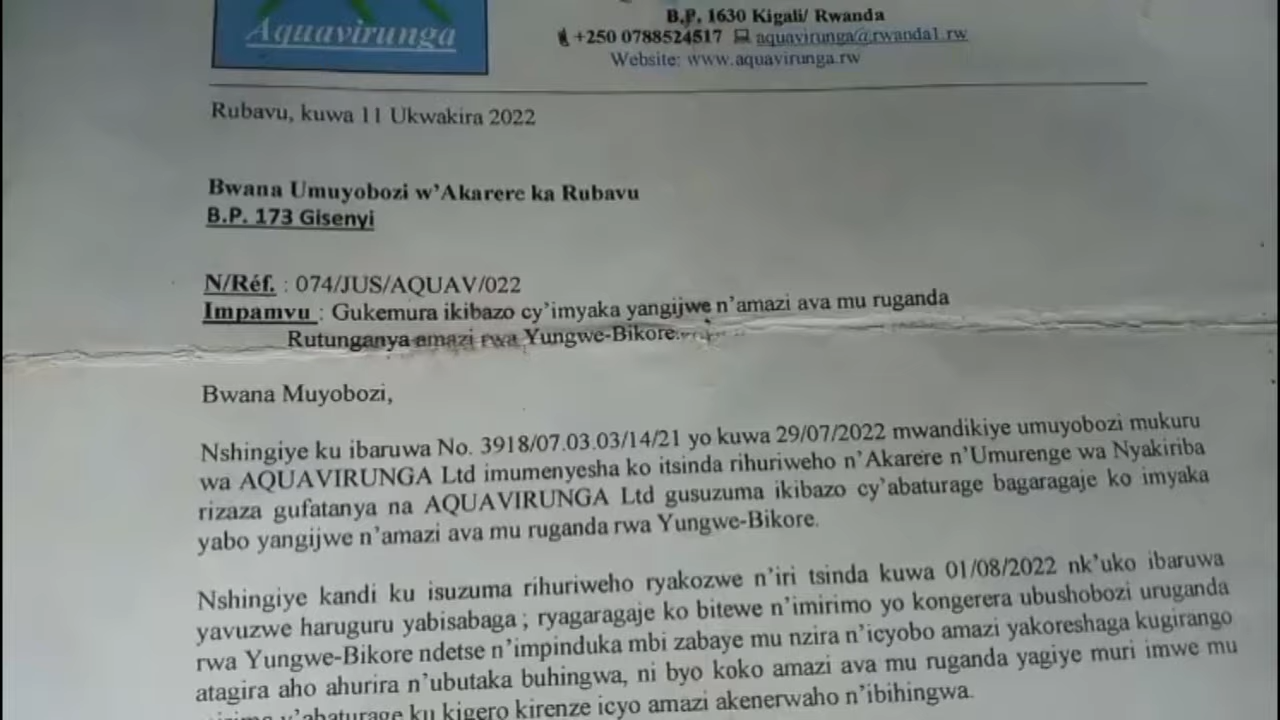 Aquavirunga
B.P. 1630 Kigali/ Rwanda
+250 0788524517 aquavirunga@rwanda1.rw
Website: www.aquavirunga.rw
Rubavu, kuwa 11 Ukwakira 2022
Bwana Umuyobozi w’Akarere ka Rubavu
B.P. 173 Gisenyi
N/Réf. : 074/JUS/AQUAV/022
Impamvu : Gukemura ikibazo cy’imyaka yangijwe n’amazi ava mu ruganda
Rutunganya amazi rwa Yungwe-Bikore.
Bwana Muyobozi,
Nshingiye ku ibaruwa No. 3918/07.03.03/14/21 yo kuwa 29/07/2022 mwandikiye umuyobozi mukuru
wa AQUAVIRUNGA Ltd imumenyesha ko itsinda rihuriweho n’Akarere n’Umurenge wa Nyakiriba
rizaza gufatanya na AQUAVIRUNGA Ltd gusuzuma ikibazo cy’abaturage bagaragaje ko imyaka
yabo yangijwe n’amazi ava mu ruganda rwa Yungwe-Bikore.
Nshingiye kandi ku isuzuma rihuriweho ryakozwe n’iri tsinda kuwa 01/08/2022 nk’uko ibaruwa
yavuzwe haruguru yabisabaga ; ryagaragaje ko bitewe n’imirimo yo kongerera ubushobozi uruganda
rwa Yungwe-Bikore ndetse n’impinduka mbi zabaye mu nzira n’icyobo amazi yakoreshaga kugirango
atagira aho ahurira n’ubutaka buhingwa, ni byo koko amazi ava mu ruganda yagiye muri imwe mu
y’abaturage ku kigero kirenze icyo amazi akenerwaho n’ibihingwa.